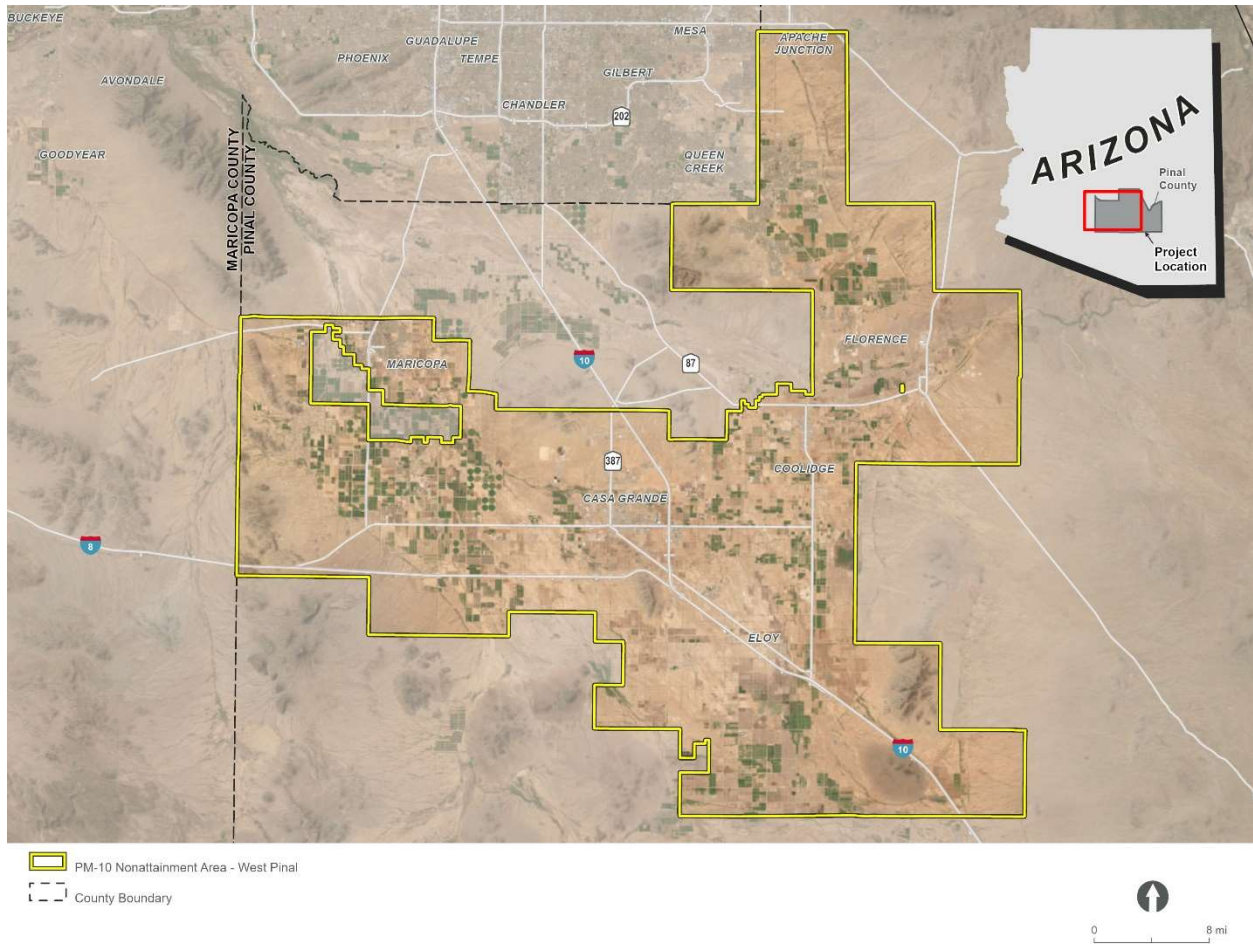 BUCKEYE
MESA
APACHE
JUNCTION
GUADALUPE
PHOENIX
TEMPE
AVONDALE
GILBERT
CHANDLER
202
GOODYEAR
QUEEN
CREEK
MARICOPA COUNTY
PINAL COUNTY
ARIZONA
Pinal
County
Project
Location
FLORENCE
MARICOPA
10
87
387
COOLIDGE
CASA GRANDE
8
ELOY
10
PM-10 Nonattainment Area - West Pinal
County Boundary
0 8 mi